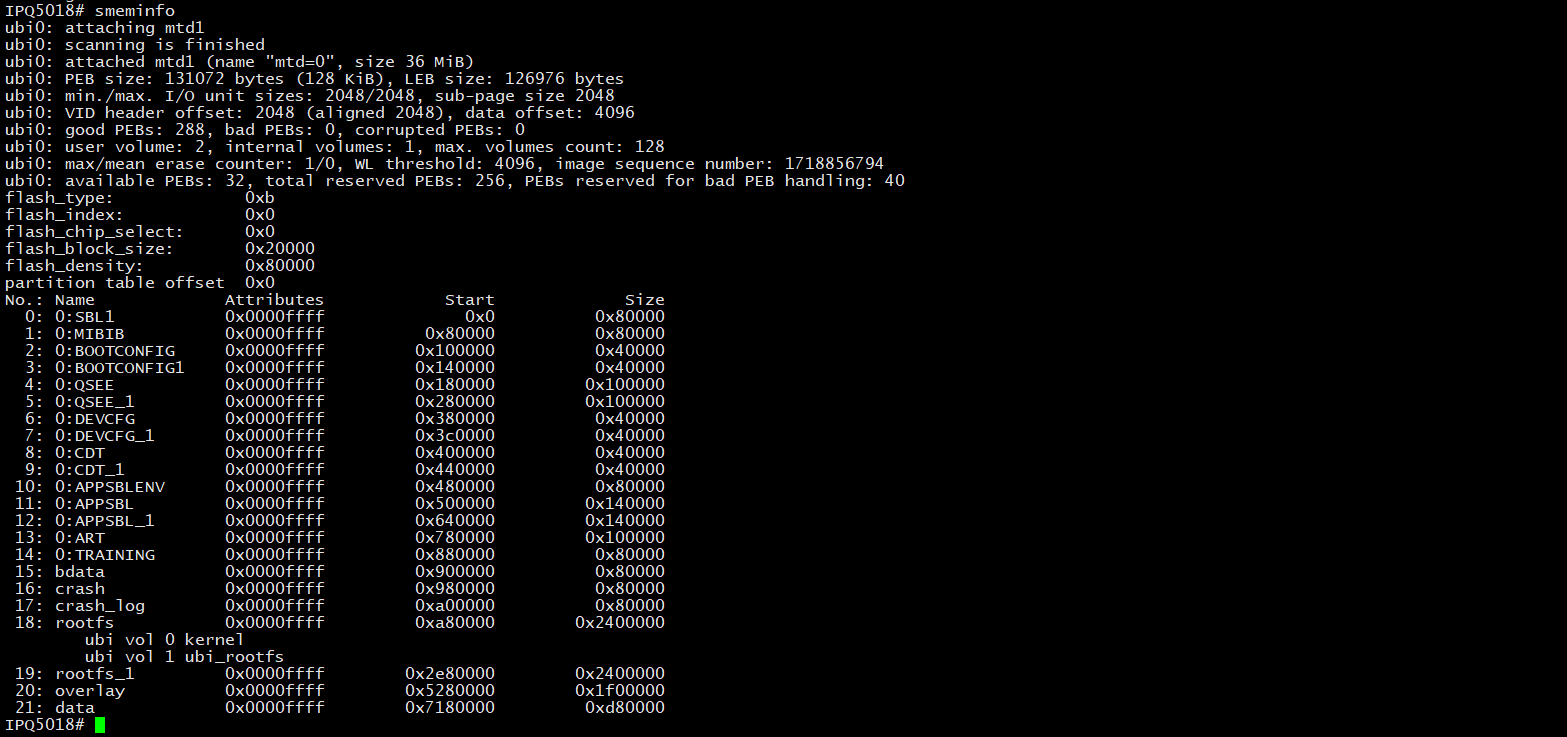 IPQ5018# smeminfo
ubi0: attaching mtd1
ubi0: scanning is finished
ubi0: attached mtd1 (name "mtd=0", size 36 MiB)
ubi0: PEB size: 131072 bytes (128 KiB), LEB size: 126976 bytes
ubi0: min./max. I/O unit sizes: 2048/2048, sub-page size 2048
ubi0: VID header offset: 2048 (aligned 2048), data offset: 4096
ubi0: good PEBs: 288, bad PEBs: 0, corrupted PEBs: 0
ubi0: user volume: 2, internal volumes: 1, max. volumes count: 128
ubi0: max/mean erase counter: 1/0, WL threshold: 4096, image sequence number: 1718856794
ubi0: available PEBs: 32, total reserved PEBs: 256, PEBs reserved for bad PEB handling: 40
flash_type:             0xb
flash_index:            0x0
flash_chip_select:      0x0
flash_block_size:       0x20000
flash_density:          0x80000
partition table offset  0x0
No.: Name             Attributes            Start             Size
  0: 0:SBL1           0x0000ffff              0x0          0x80000
  1: 0:MIBIB          0x0000ffff          0x80000          0x80000
  2: 0:BOOTCONFIG     0x0000ffff         0x100000          0x40000
  3: 0:BOOTCONFIG1    0x0000ffff         0x140000          0x40000
  4: 0:QSEE           0x0000ffff         0x180000         0x100000
  5: 0:QSEE_1         0x0000ffff         0x280000         0x100000
  6: 0:DEVCFG         0x0000ffff         0x380000          0x40000
  7: 0:DEVCFG_1       0x0000ffff         0x3c0000          0x40000
  8: 0:CDT            0x0000ffff         0x400000          0x40000
  9: 0:CDT_1          0x0000ffff         0x440000          0x40000
 10: 0:APPSBLENV      0x0000ffff         0x480000          0x80000
 11: 0:APPSBL         0x0000ffff         0x500000         0x140000
 12: 0:APPSBL_1       0x0000ffff         0x640000         0x140000
 13: 0:ART            0x0000ffff         0x780000         0x100000
 14: 0:TRAINING       0x0000ffff         0x880000          0x80000
 15: bdata            0x0000ffff         0x900000          0x80000
 16: crash            0x0000ffff         0x980000          0x80000
 17: crash_log        0x0000ffff         0xa00000          0x80000
 18: rootfs           0x0000ffff         0xa80000        0x2400000
        ubi vol 0 kernel
        ubi vol 1 ubi_rootfs
 19: rootfs_1         0x0000ffff        0x2e80000        0x2400000
 20: overlay          0x0000ffff        0x5280000        0x1f00000
 21: data             0x0000ffff        0x7180000         0xd80000
IPQ5018#